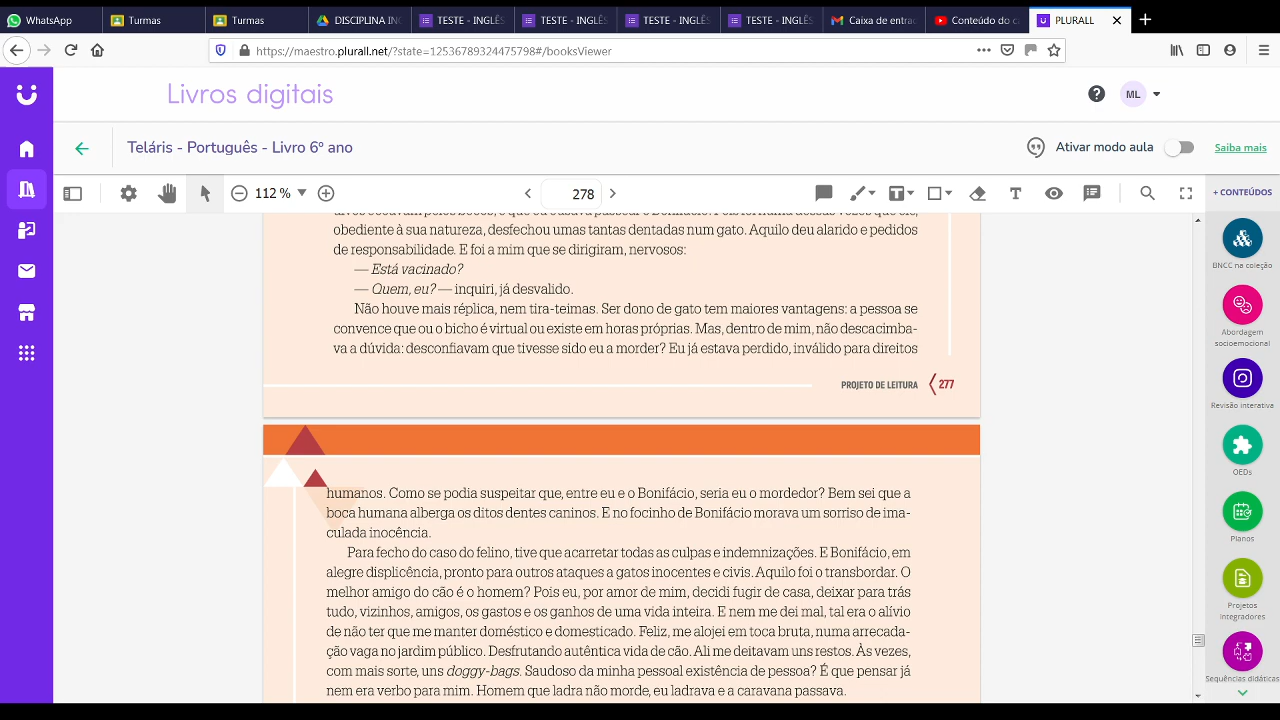 WhatsApp
Turmas
Turmas
DISCIPLINA INC
TESTE - INGLÊS
TESTE - INGLÊS
TESTE - INGLÊS
TESTE - INGLÊS
Caixa de entrac
Conteúdo do c
PLURALL
https://maestro.plurall.net/?state=12536789324475798#/booksViewer
Livros digitais
ML
Teláris - Português - Livro 6º ano
Ativar modo aula
Saiba mais
112 %
278
+ CONTEÚDOS
obediente à sua natureza, desfechou umas tantas dentadas num gato. Aquilo deu alarido e pedidos
de responsabilidade. E foi a mim que se dirigiram, nervosos:
— Está vacinado?
— Quem, eu? — inquiri, já desvalido.
Não houve mais réplica, nem tira-teimas. Ser dono de gato tem maiores vantagens: a pessoa se
convence que ou o bicho é virtual ou existe em horas próprias. Mas, dentro de mim, não descacimba-
va a dúvida: desconfiavam que tivesse sido eu a morder? Eu já estava perdido, inválido para direitos
PROJETO DE LEITURA 277
humanos. Como se podia suspeitar que, entre eu e o Bonifácio, seria eu o mordedor? Bem sei que a
boca humana alberga os ditos dentes caninos. E no focinho de Bonifácio morava um sorriso de ima-
culada inocência.
Para fecho do caso do felino, tive que acarretar todas as culpas e indemnizações. E Bonifácio, em
alegre displicência, pronto para outros ataques a gatos inocentes e civis. Aquilo foi o transbordar. O
melhor amigo do cão é o homem? Pois eu, por amor de mim, decidi fugir de casa, deixar para trás
tudo, vizinhos, amigos, os gastos e os ganhos de uma vida inteira. E nem me dei mal, tal era o alívio
de não ter que me manter doméstico e domesticado. Feliz, me alojei em toca bruta, numa arrecada-
ção vaga no jardim público. Desfrutei do autêntica vida de cão. Ali me deitavam uns restos. Às vezes,
com mais sorte, uns doggy-bags. Saudoso da minha pessoal existência de pessoa? É que pensar já
nem era verbo para mim. Homem que ladra não morde, eu ladrava e a caravana passava.
BNCC na coleção
Abordagem
socioemocional
Revisão interativa
OEDs
Planos
Projetos
Integradores
Sequências didáticas